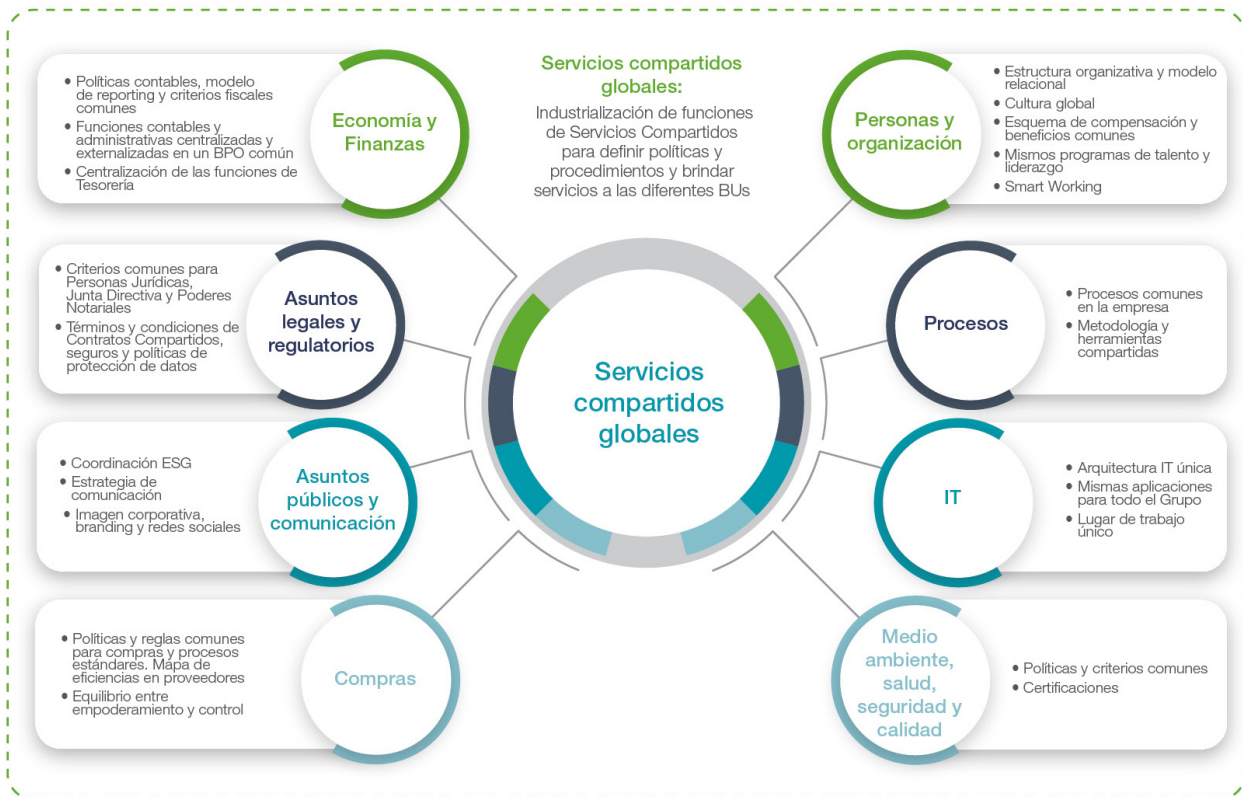 Servicios compartidos
globales:
Industrialización de funciones
de Servicios Compartidos
para definir políticas y
procedimientos y brindar
servicios a las diferentes BUs
• Políticas contables, modelo
de reporting y criterios fiscales
comunes
• Funciones contables y
administrativas centralizadas y
externalizadas en un BPO común
• Centralización de las funciones de
Tesorería
Economía y
Finanzas
• Criterios comunes para
Personas Jurídicas,
Junta Directiva y Poderes
Notariales
• Términos y condiciones de
Contratos Compartidos,
seguros y políticas de
protección de datos
Asuntos
legales y
regulatorios
• Coordinación ESG
• Estrategia de
comunicación
• Imagen corporativa,
branding y redes sociales
Asuntos
públicos y
comunicación
• Políticas y reglas comunes
para compras y procesos
estándares. Mapa de
eficiencias en proveedores
• Equilibrio entre
empoderamiento y control
Compras
Servicios
compartidos
globales
Personas y
organización
• Estructura organizativa y modelo
relacional
• Cultura global
• Esquema de compensación y
beneficios comunes
• Mismos programas de talento y
liderazgo
• Smart Working
Procesos
• Procesos comunes
en la empresa
• Metodología y
herramientas
compartidas
IT
• Arquitectura IT única
• Mismas aplicaciones
para todo el Grupo
• Lugar de trabajo
único
Medio
ambiente,
salud,
seguridad y
calidad
• Políticas y criterios comunes
• Certificaciones